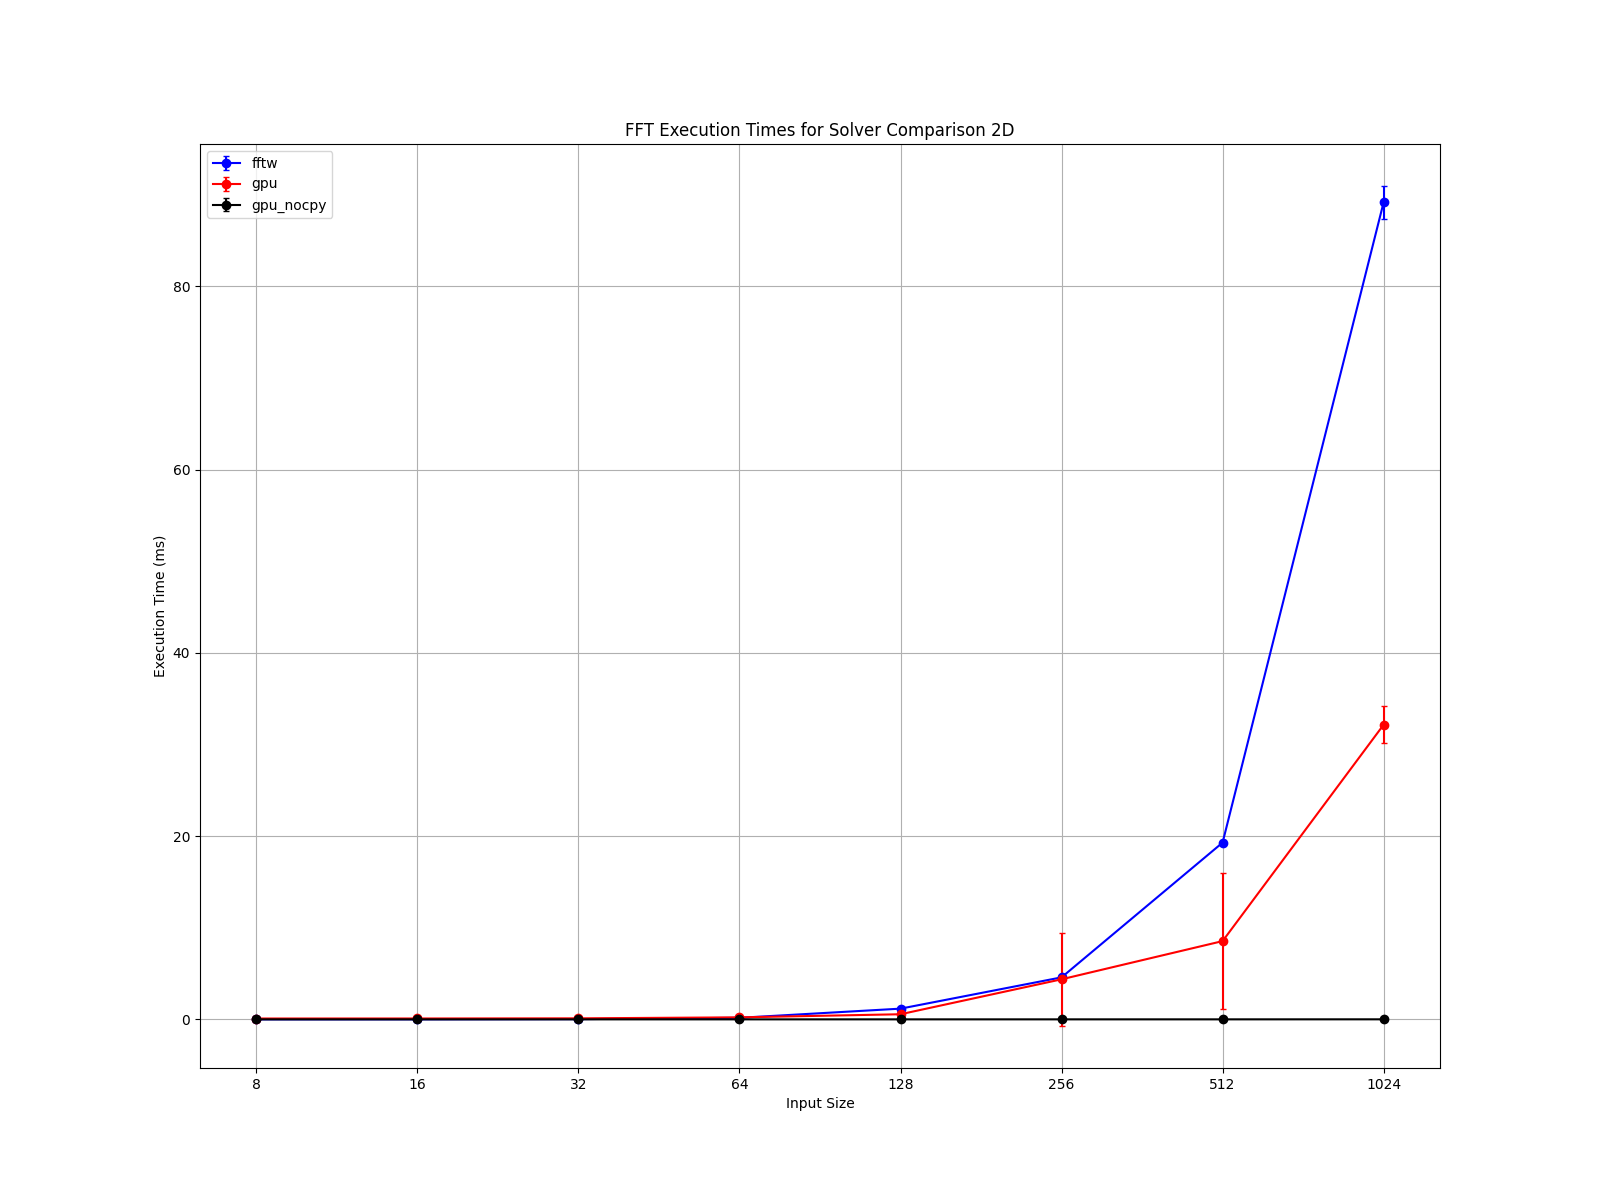 FFT Execution Times for Solver Comparison 2D
fftw
gpu
gpu_nocpy
Execution Time (ms)
80
60
40
20
0
8 16 32 64 128 256 512 1024
Input Size